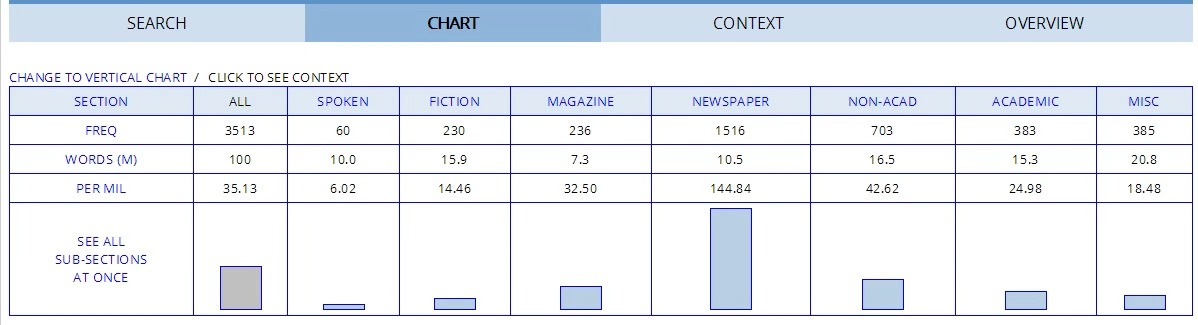 SEARCH CHART CONTEXT OVERVIEW
CHANGE TO VERTICAL CHART / CLICK TO SEE CONTEXT
SECTION ALL SPOKEN FICTION MAGAZINE NEWSPAPER NON-ACAD ACADEMIC MISC
FREQ 3513 60 230 236 1516 703 383 385
WORDS (M) 100 10.0 15.9 7.3 10.5 16.5 15.3 20.8
PER MIL 35.13 6.02 14.46 32.50 144.84 42.62 24.98 18.48
SEE ALL
SUB-SECTIONS
AT ONCE